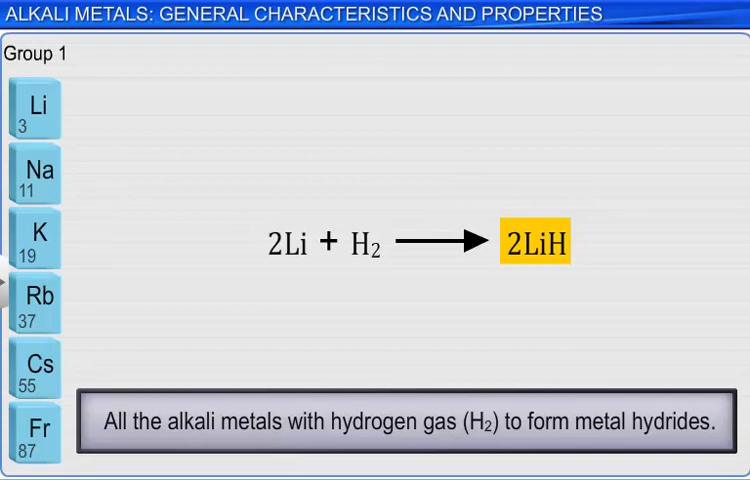 ALKALI METALS: GENERAL CHARACTERISTICS AND PROPERTIES
Group 1
Li
3
Na
11
K
19
Rb
37
Cs
55
Fr
87
2Li + H₂ ⟶ 2LiH
All the alkali metals with hydrogen gas (H₂) to form metal hydrides.